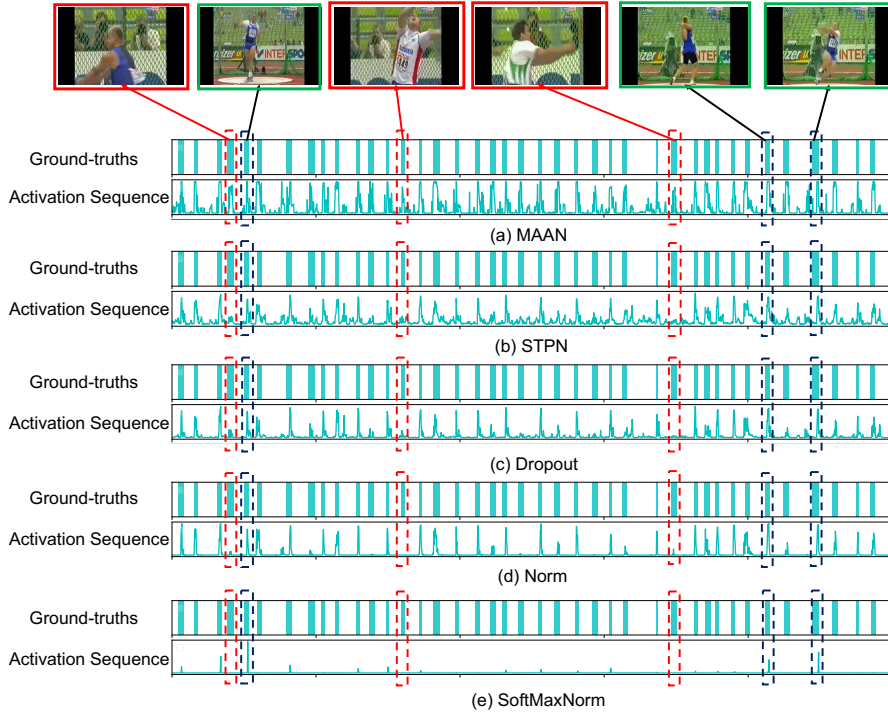 INTERSPORT
Ground-truths
Activation Sequence
(a) MAAN
Ground-truths
Activation Sequence
(b) STPN
Ground-truths
Activation Sequence
(c) Dropout
Ground-truths
Activation Sequence
(d) Norm
Ground-truths
Activation Sequence
(e) SoftMaxNorm